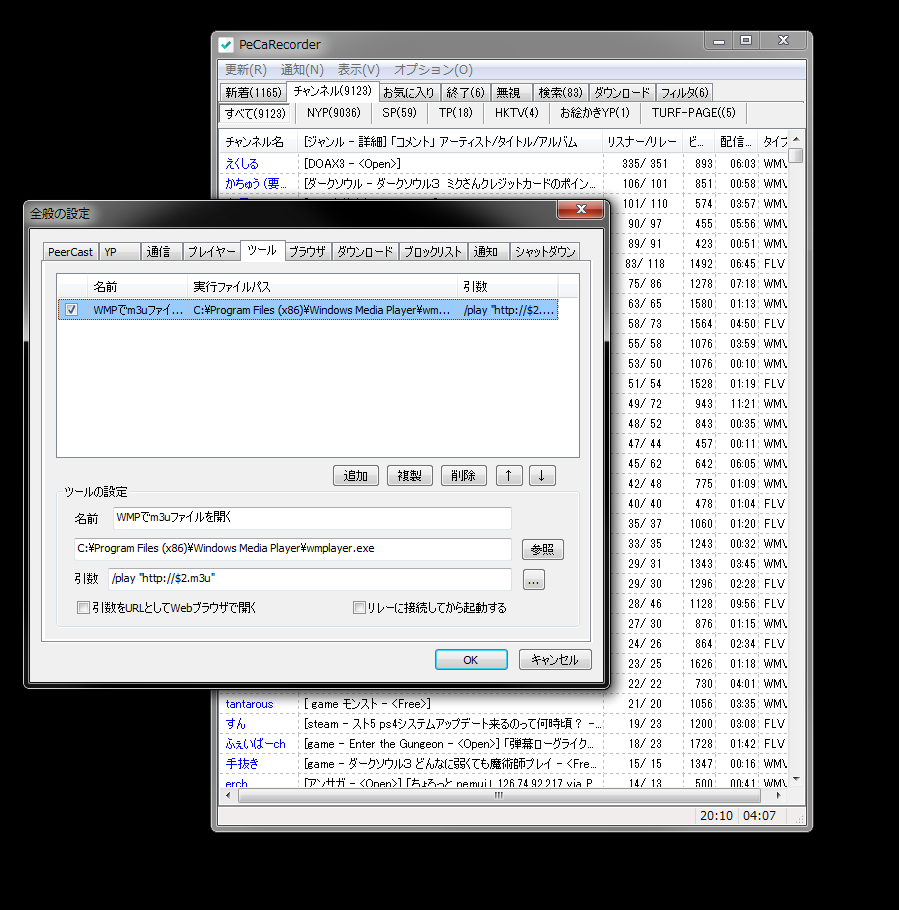 PeCaRecorder
更新(R) 通知(N) 表示(V) オプション(O)
新着(1165) チャンネル(9123) お気に入り 終了(6) 無視 検索(83) ダウンロード フィルタ(6)
すべて(9123) NYP(9036) SP(59) TP(18) HKTV(4) お絵かきYP(1) TURF-PAGE((5)
チャンネル名 [ジャンル - 詳細] 「コメント」 アーティスト/タイトル/アルバム リスナー/リレー ビ... 配信... タイプ
えくしる [DOAX3 - <Open>] 335/ 351 893 06:03 WMV
かちゅう (要... [ダークソウル - ダークソウル3 ミクさんクレジットカードのポイン... 106/ 101 851 00:58 WMV
101/ 110 574 03:57 WMV
90/ 97 455 05:56 WMV
89/ 91 423 00:51 WMV
83/ 118 1492 06:45 FLV
75/ 86 1278 07:18 WMV
63/ 65 1580 01:13 WMV
58/ 73 1564 04:50 FLV
55/ 58 1076 03:59 WMV
53/ 50 1076 00:10 WMV
51/ 54 1528 01:19 FLV
49/ 72 943 11:21 WMV
48/ 52 843 00:35 WMV
47/ 44 457 00:11 WMV
45/ 62 642 06:05 WMV
42/ 48 775 01:09 WMV
40/ 40 478 01:04 FLV
35/ 37 1060 01:20 FLV
33/ 35 1243 00:32 WMV
29/ 31 1343 03:45 WMV
29/ 30 1296 02:28 FLV
28/ 46 1128 09:56 FLV
27/ 30 876 01:15 WMV
24/ 26 864 02:34 FLV
23/ 25 1626 01:18 WMV
22/ 22 730 04:01 WMV
tantarous [ game モンスト - <Free>] 21/ 20 1056 03:35 WMV
すん [steam - スト5 ps4システムアップデート来るのって何時頃? -... 19/ 23 1200 03:08 FLV
ふぇいばーch [game - Enter the Gungeon - <Open>] 「弾幕ローグライク... 18/ 23 1728 01:42 FLV
手抜き [game - ダークソウル3 どんなに弱くても魔術師プレイ - <Fre... 15/ 15 1347 00:16 WMV
erch [アンサガ - <Open>] 「ちょろっと nemui」 126.74.92.217 via P... 14/ 13 500 00:41 WMV
20:10 04:07
全般の設定
PeerCast YP 通信 プレイヤー ツール ブラウザ ダウンロード ブロックリスト 通知 シャットダウン
名前 実行ファイルパス 引数
WMPでm3uファイ... C:¥Program Files (x86)¥Windows Media Player¥wm... /play "http://$2....
追加 複製 削除 ↑ ↓
ツールの設定
名前 WMPでm3uファイルを開く
C:¥Program Files (x86)¥Windows Media Player¥wmplayer.exe 参照
引数 /play "http://$2.m3u" ...
引数をURLとしてWebブラウザで開く リレーに接続してから起動する
OK キャンセル